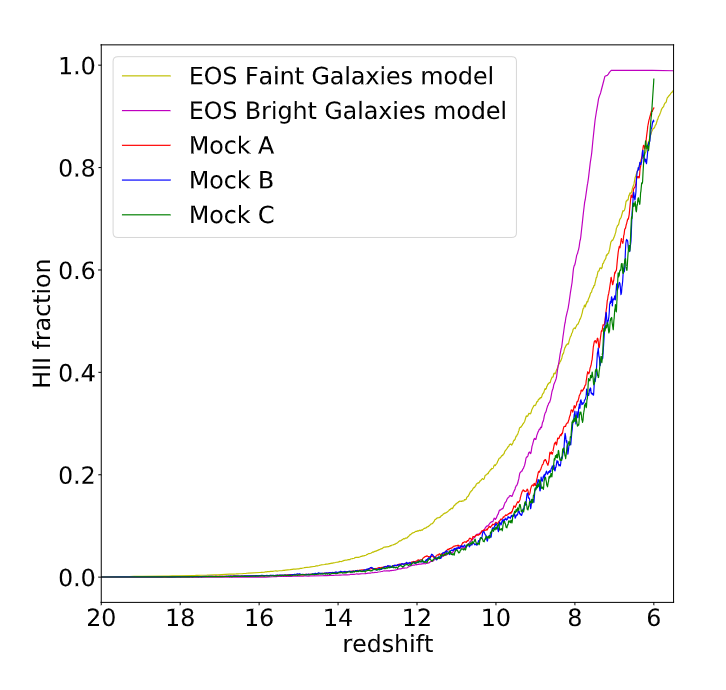 EOS Faint Galaxies model
EOS Bright Galaxies model
Mock A
Mock B
Mock C
1.0
0.8
0.6
0.4
0.2
0.0
HII fraction
20 18 16 14 12 10 8 6
redshift